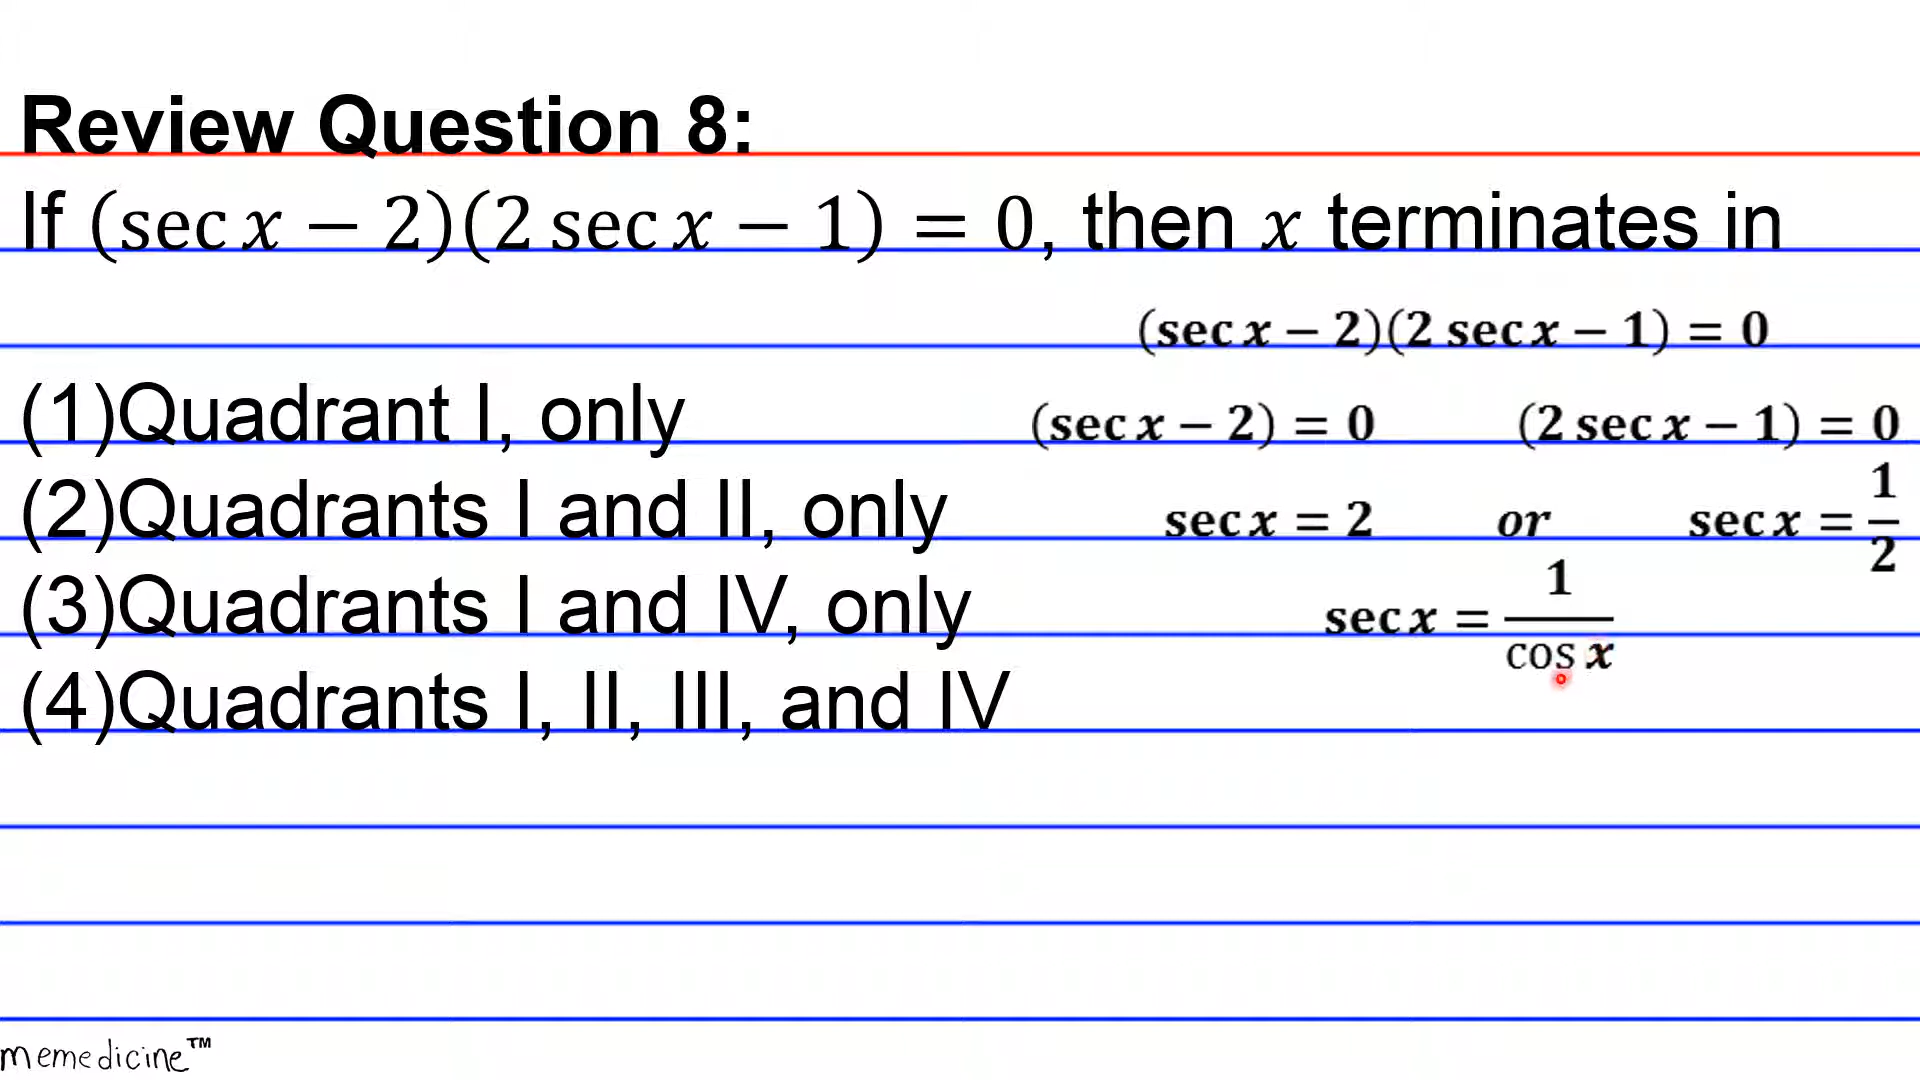 Review Question 8:
If (sec x − 2)(2 sec x − 1) = 0, then x terminates in
(sec x − 2)(2 sec x − 1) = 0
(1)Quadrant I, only
(sec x − 2) = 0 (2 sec x − 1) = 0
(2)Quadrants I and II, only
sec x = 2 or sec x = 1/2
(3)Quadrants I and IV, only
sec x = 1/cos x
(4)Quadrants I, II, III, and IV
memedicine™